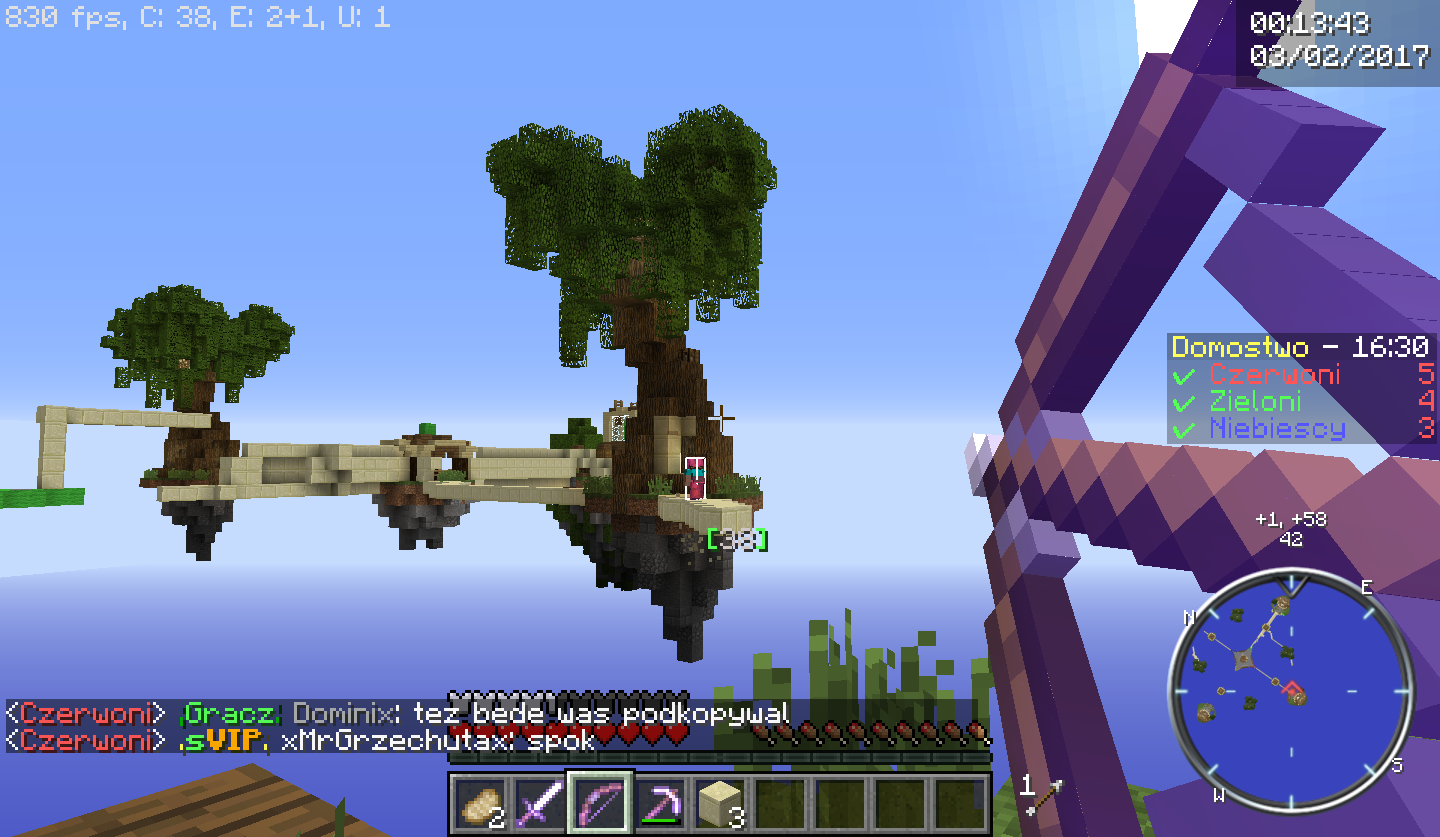 830 fps, C: 38, E: 2+1, U: 1
00:13:43
03/02/2017
Domostwo - 16:30
✓ Czerwoni 5
✓ Zieloni 4
✓ Niebiescy 3
[38]
+1, +58
42
N
E
S
W
<Czerwoni> .Gracz. Dominix: tez bede was podkopywal
<Czerwoni> .sVIP. xMrGrzechutax: spok
1
2
3